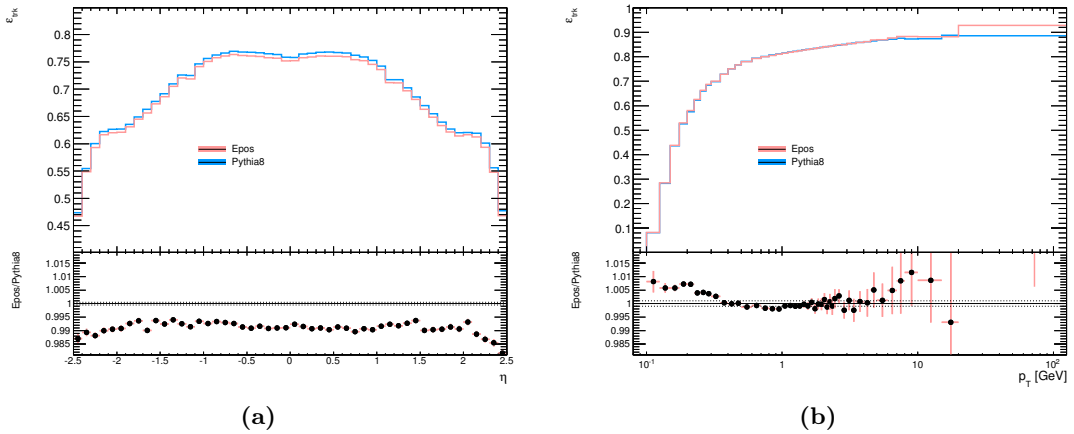 ε_trk
0.8
0.75
0.7
0.65
0.6
0.55
0.5
0.45
Epos
Pythia8
Epos/Pythia8
1.015
1.01
1.005
1
0.995
0.99
0.985
-2.5 -2 -1.5 -1 -0.5 0 0.5 1 1.5 2 2.5
η
(a)
ε_trk
1
0.9
0.8
0.7
0.6
0.5
0.4
0.3
0.2
0.1
Epos
Pythia8
Epos/Pythia8
1.015
1.01
1.005
1
0.995
0.99
0.985
10⁻¹ 1 10 10²
p_T [GeV]
(b)